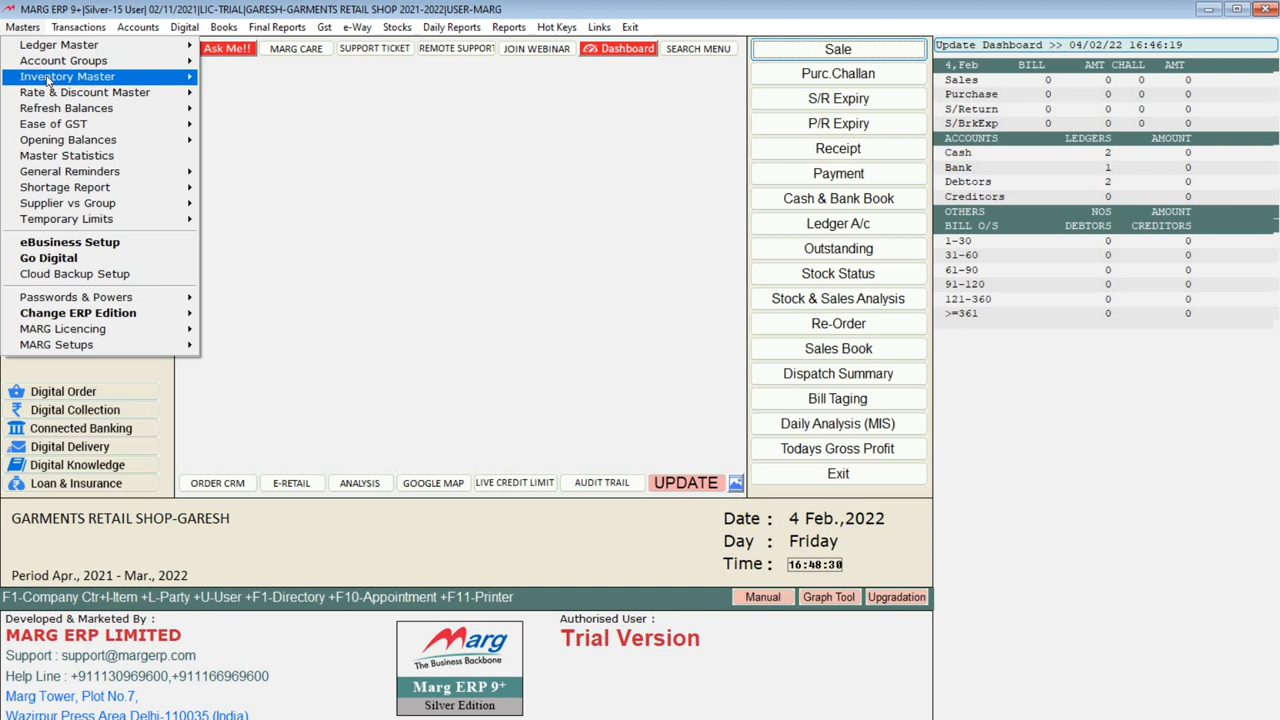 MARG ERP 9+|Silver-15 User| 02/11/2021|LIC-TRIAL|GARESH-GARMENTS RETAIL SHOP 2021-2022|USER-MARG
Masters Transactions Accounts Digital Books Final Reports Gst e-Way Stocks Daily Reports Hot Keys Links Exit
Ledger Master
Account Groups
Inventory Master
Rate & Discount Master
Refresh Balances
Ease of GST
Opening Balances
Master Statistics
General Reminders
Shortage Report
Supplier vs Group
Temporary Limits
eBusiness Setup
Go Digital
Cloud Backup Setup
Passwords & Powers
Change ERP Edition
MARG Licencing
MARG Setups
Digital Order
Digital Collection
Connected Banking
Digital Delivery
Digital Knowledge
Loan & Insurance
Ask Me!! MARG CARE SUPPORT TICKET REMOTE SUPPORT JOIN WEBINAR Dashboard SEARCH MENU
ORDER CRM E-RETAIL ANALYSIS GOOGLE MAP LIVE CREDIT LIMIT AUDIT TRAIL UPDATE
Sale
Purc.Challan
S/R Expiry
P/R Expiry
Receipt
Payment
Cash & Bank Book
Ledger A/c
Outstanding
Stock Status
Stock & Sales Analysis
Re-Order
Sales Book
Dispatch Summary
Bill Taging
Daily Analysis (MIS)
Todays Gross Profit
Exit
Update Dashboard >> 04/02/22 16:46:19
4,Feb BILL AMT CHALL AMT
Sales 0 0 0 0
Purchase 0 0 0 0
S/Return 0 0 0 0
S/BrkExp 0 0 0 0
ACCOUNTS LEDGERS AMOUNT
Cash 2 0
Bank 1 0
Debtors 2 0
Creditors 0 0
OTHERS NOS AMOUNT
BILL O/S DEBTORS CREDITORS
1-30 0 0
31-60 0 0
61-90 0 0
91-120 0 0
121-360 0 0
>=361 0 0
GARMENTS RETAIL SHOP-GARESH
Period Apr., 2021 - Mar., 2022
Date : 4 Feb.,2022
Day : Friday
Time : 16:48:30
F1-Company Ctr+I-Item +L-Party +U-User +F1-Directory +F10-Appointment +F11-Printer
Manual Graph Tool Upgradation
Developed & Marketed By :
MARG ERP LIMITED
Support : support@margerp.com
Help Line : +911130969600,+911166969600
Marg Tower, Plot No.7,
Wazirpur Press Area Delhi-110035 (India)
Marg
The Business Backbone
Marg ERP 9+
Silver Edition
Authorised User :
Trial Version